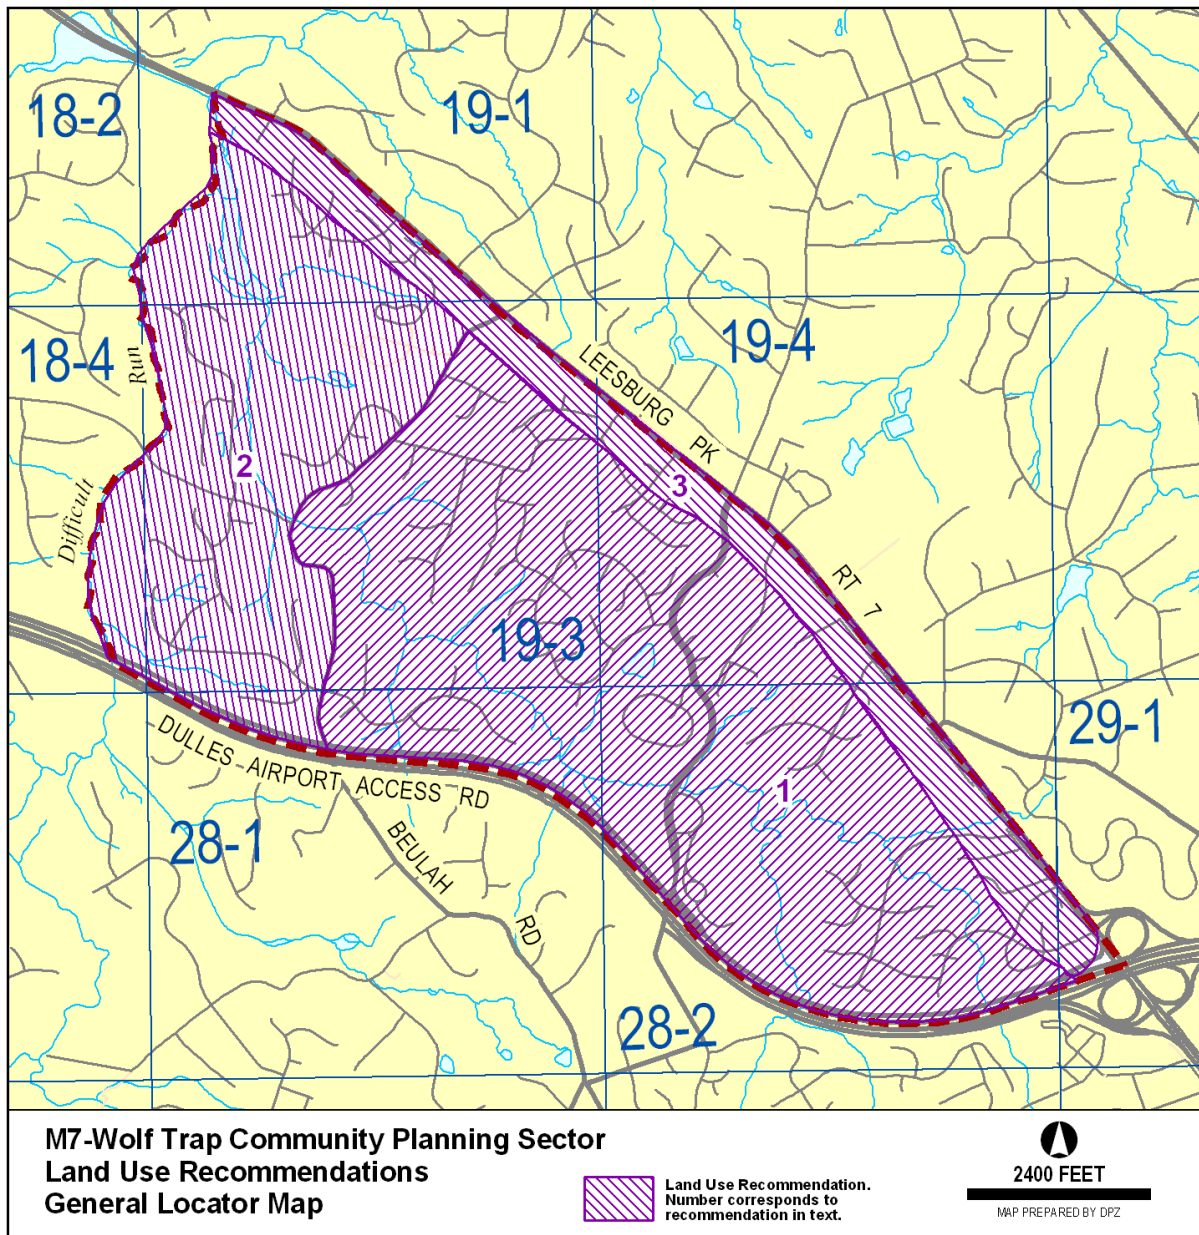 18-2
19-1
18-4
Run
LEESBURG PK
19-4
2
3
Difficult
RT 7
19-3
DULLES AIRPORT ACCESS RD
29-1
1
28-1
BEULAH RD
28-2
M7-Wolf Trap Community Planning Sector
Land Use Recommendations
General Locator Map
Land Use Recommendation.
Number corresponds to
recommendation in text.
2400 FEET
MAP PREPARED BY DPZ